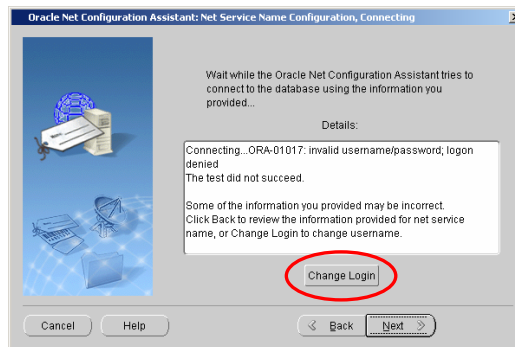 Oracle Net Configuration Assistant: Net Service Name Configuration, Connecting
Wait while the Oracle Net Configuration Assistant tries to
connect to the database using the information you
provided...
Details:
Connecting...ORA-01017: invalid username/password; logon
denied
The test did not succeed.
Some of the information you provided may be incorrect.
Click Back to review the information provided for net service
name, or Change Login to change username.
Change Login
Cancel
Help
Back
Next